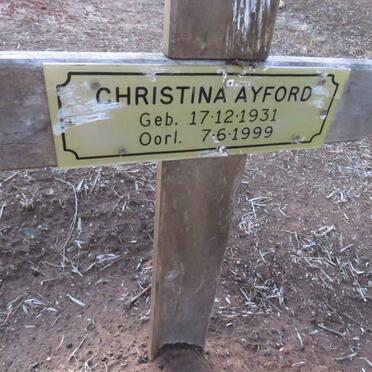 CHRISTINA AYFORD
Geb. 17·12·1931
Oorl. 7·6·1999